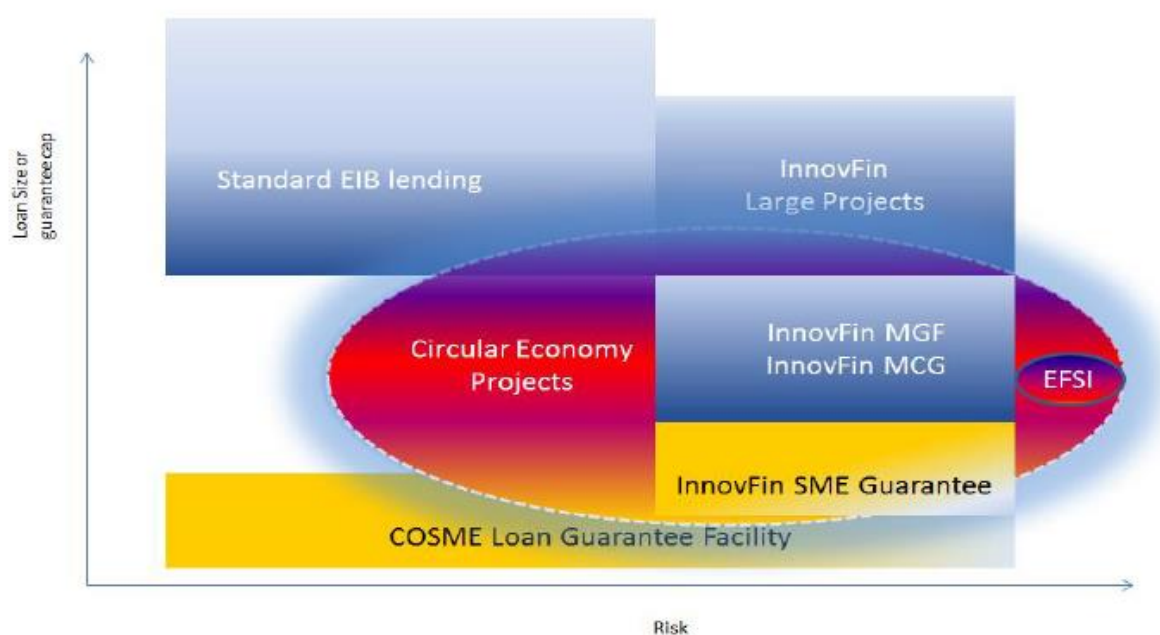 Loan Size or
guarantee cap
Standard EIB lending
InnovFin
Large Projects
Circular Economy
Projects
InnovFin MGF
InnovFin MCG
EFSI
InnovFin SME Guarantee
COSME Loan Guarantee Facility
Risk